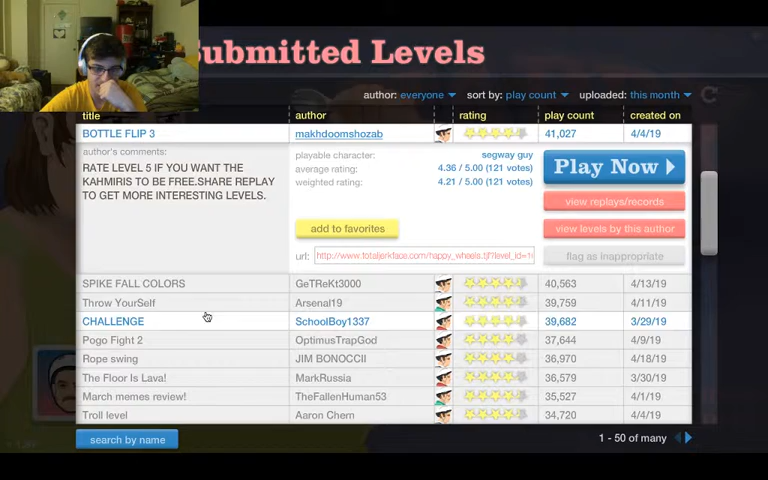 Submitted Levels
author: everyone sort by: play count uploaded: this month
title author rating play count created on
BOTTLE FLIP 3 makhdoomshozab 41,027 4/4/19
author's comments:
RATE LEVEL 5 IF YOU WANT THE
KAHMIRIS TO BE FREE.SHARE REPLAY
TO GET MORE INTERESTING LEVELS.
playable character: segway guy
average rating: 4.36 / 5.00 (121 votes)
weighted rating: 4.21 / 5.00 (121 votes)
add to favorites
url: http://www.totaljerkface.com/happy_wheels.tjf?level_id=1
Play Now
view replays/records
view levels by this author
flag as inappropriate
SPIKE FALL COLORS GeTReKt3000 40,563 4/13/19
Throw YourSelf Arsenal19 39,759 4/11/19
CHALLENGE SchoolBoy1337 39,682 3/29/19
Pogo Fight 2 OptimusTrapGod 37,644 4/9/19
Rope swing JIM BONOCCII 36,970 4/18/19
The Floor Is Lava! MarkRussia 36,579 3/30/19
March memes review! TheFallenHuman53 35,527 4/1/19
Troll level Aaron Chern 34,720 4/4/19
search by name
1 - 50 of many